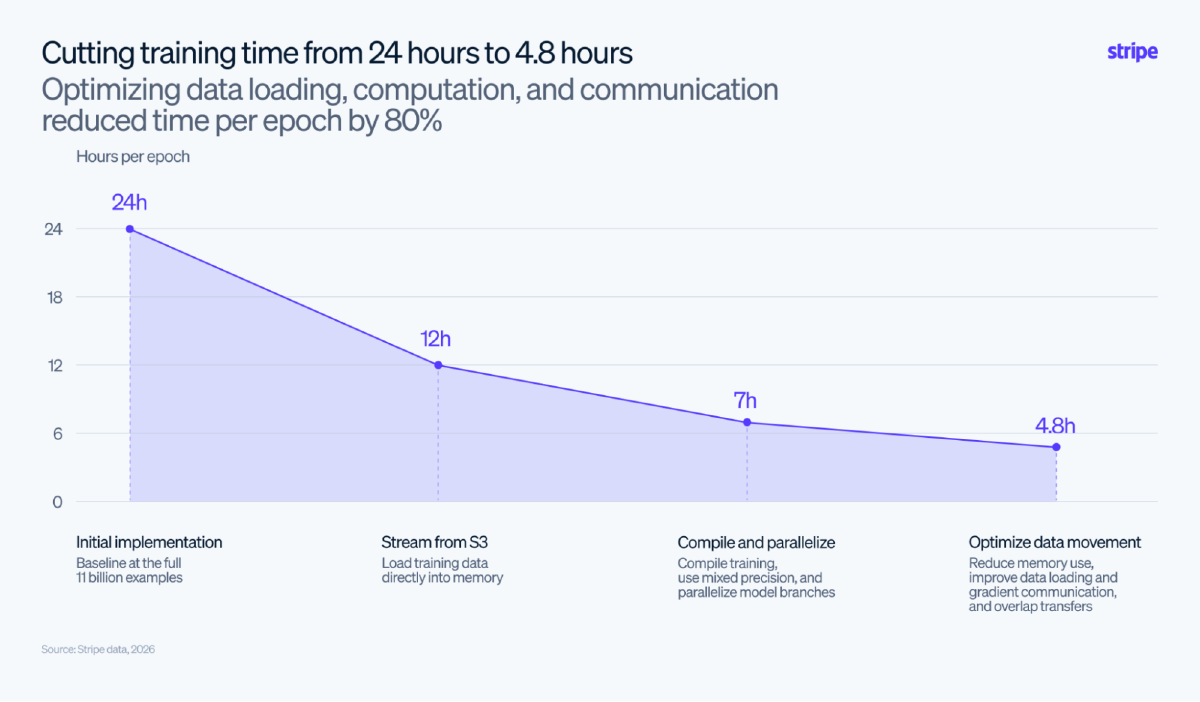 Cutting training time from 24 hours to 4.8 hours
stripe
Optimizing data loading, computation, and communication
reduced time per epoch by 80%
Hours per epoch
24h
24
18
12h
12
7h
4.8h
6
0
Initial implementation
Baseline at the full
11 billion examples
Stream from S3
Load training data
directly into memory
Compile and parallelize
Compile training,
use mixed precision, and
parallelize model branches
Optimize data movement
Reduce memory use,
improve data loading and
gradient communication,
and overlap transfers
Source: Stripe data, 2026